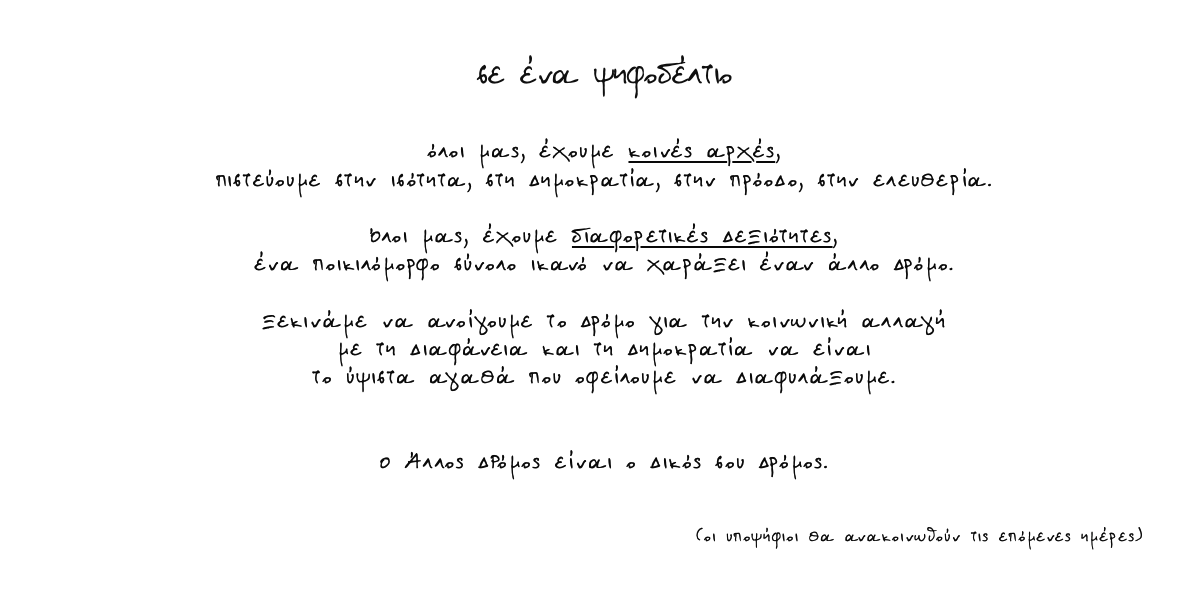 σε ένα ψηφοδέλτιο
όλοι μας, έχουμε κοινές αρχές,
πιστεύουμε στην ισότητα, στη δημοκρατία, στην πρόοδο, στην ελευθερία.
Όλοι μας, έχουμε διαφορετικές δεξιότητες,
ένα ποικιλόμορφο σύνολο ικανό να χαράξει έναν άλλο δρόμο.
Ξεκινάμε να ανοίγουμε το δρόμο για την κοινωνική αλλαγή
με τη διαφάνεια και τη δημοκρατία να είναι
το ύψιστα αγαθά που οφείλουμε να διαφυλάξουμε.
ο Άλλος Δρόμος είναι ο δικός σου δρόμος.
(οι υποψήφιοι θα ανακοινωθούν τις επόμενες ημέρες)